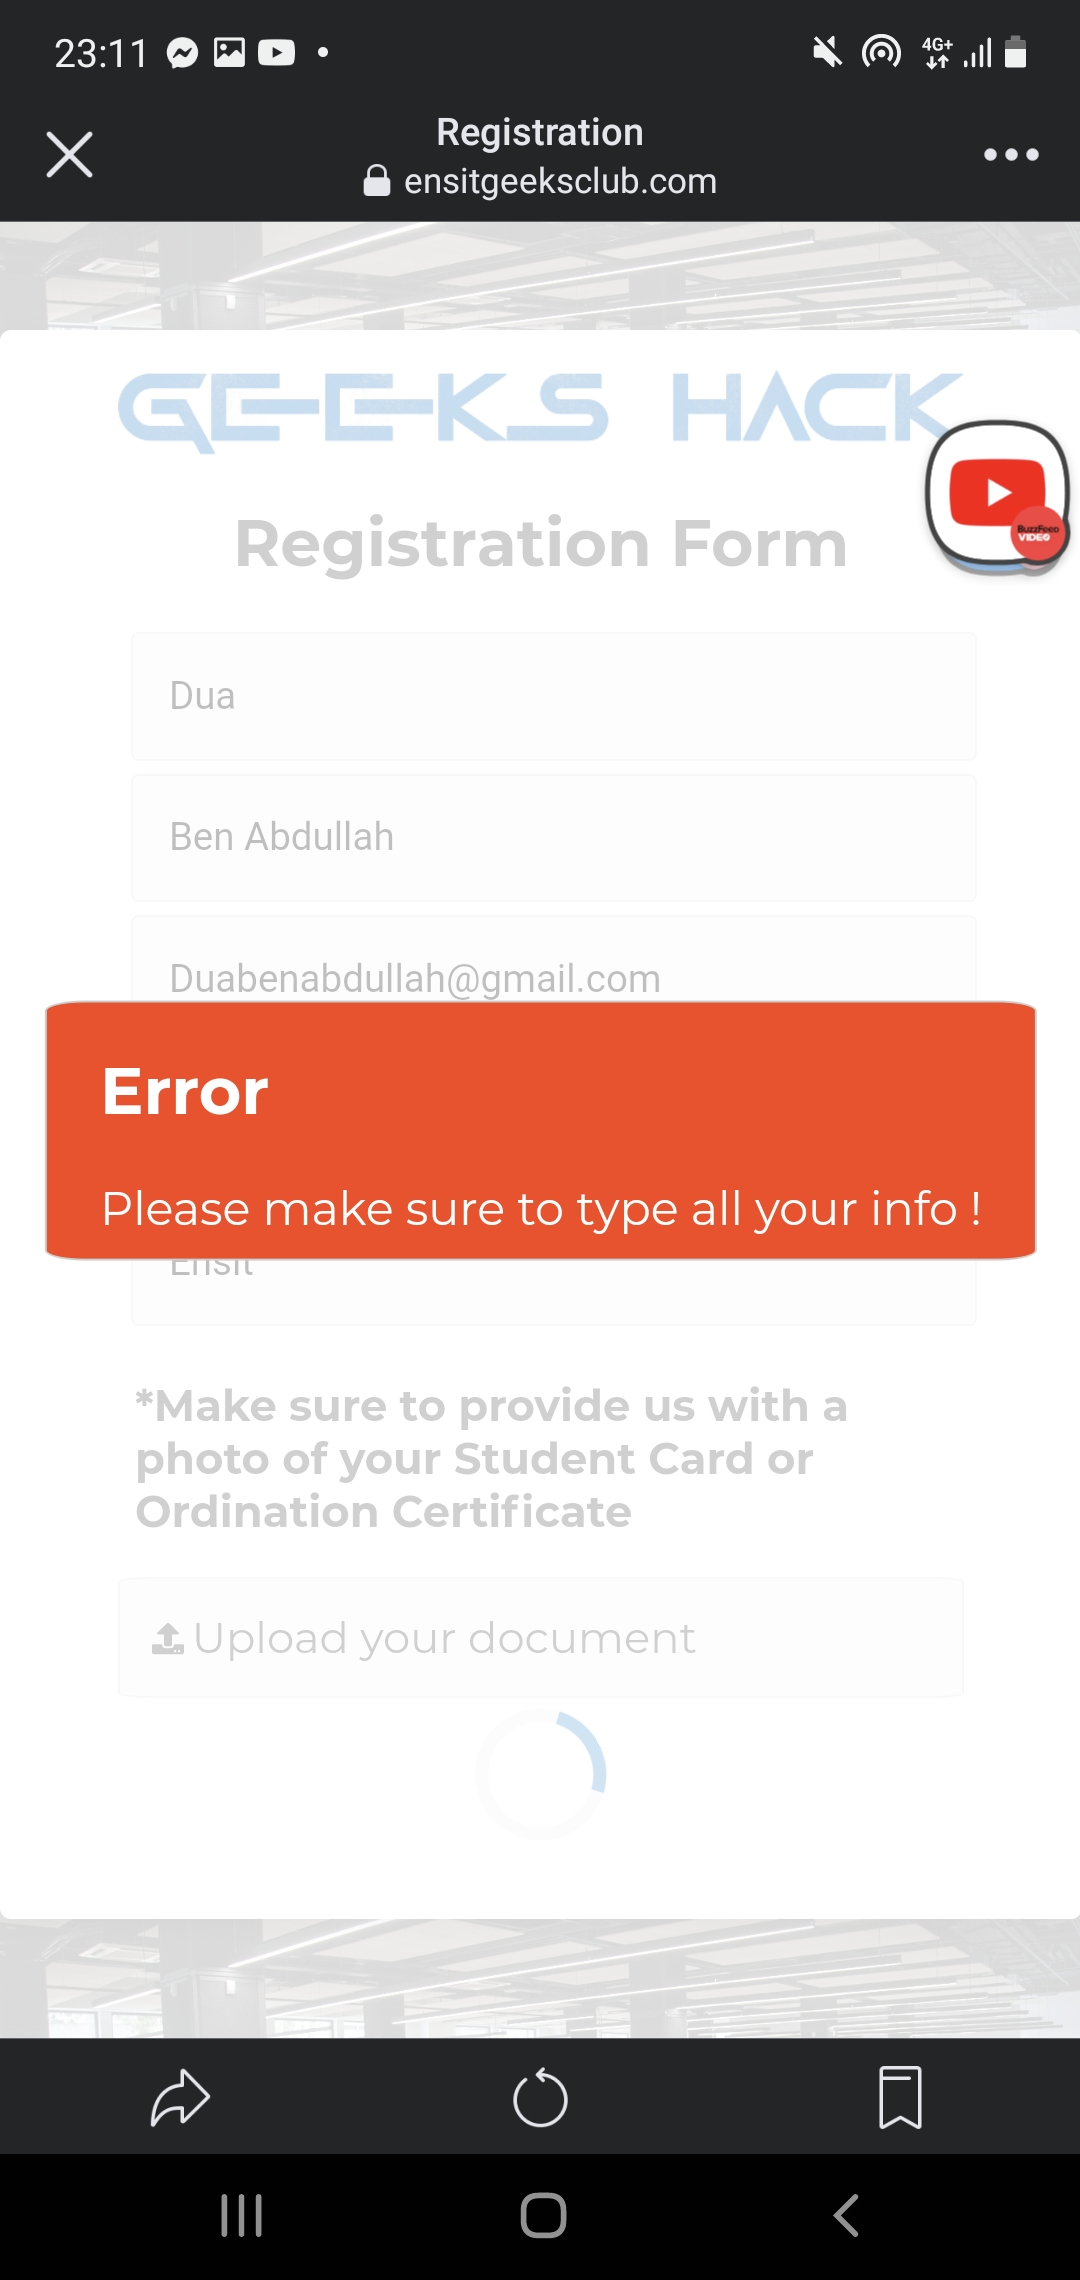 23:11
4G+
Registration
ensitgeeksclub.com
GEEKS HACK
Registration Form
BuzzFeed
VIDEO
Dua
Ben Abdullah
Duabenabdullah@gmail.com
Error
Please make sure to type all your info !
Ensit
*Make sure to provide us with a
photo of your Student Card or
Ordination Certificate
Upload your document